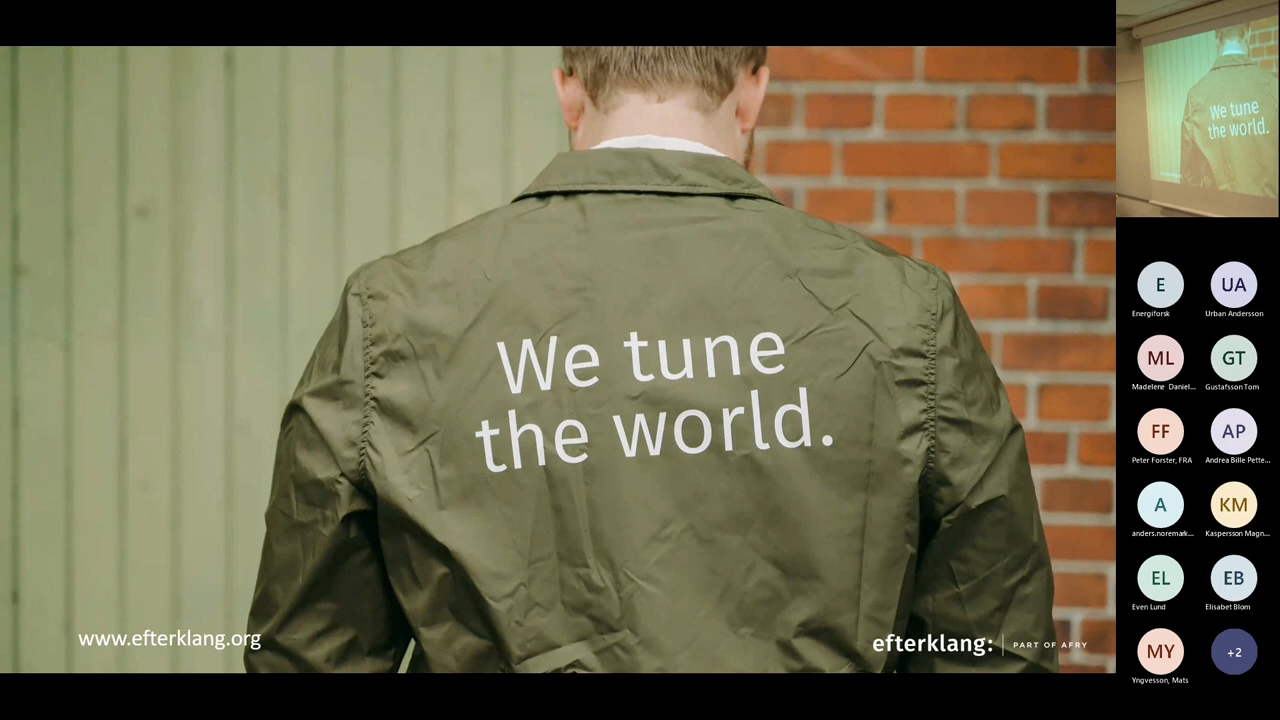 We tune
the world.
www.efterklang.org
efterklang: PART OF AFRY
We tune
the world.
E
Energiforsk
UA
Urban Andersson
ML
Madelene Daniel...
GT
Gustafsson Tom
FF
Peter Forster, FRA
AP
Andrea Bille Pette...
A
anders.noremark...
KM
Kaspersson Magn...
EL
Even Lund
EB
Elisabet Blom
MY
Yngvesson, Mats
+2